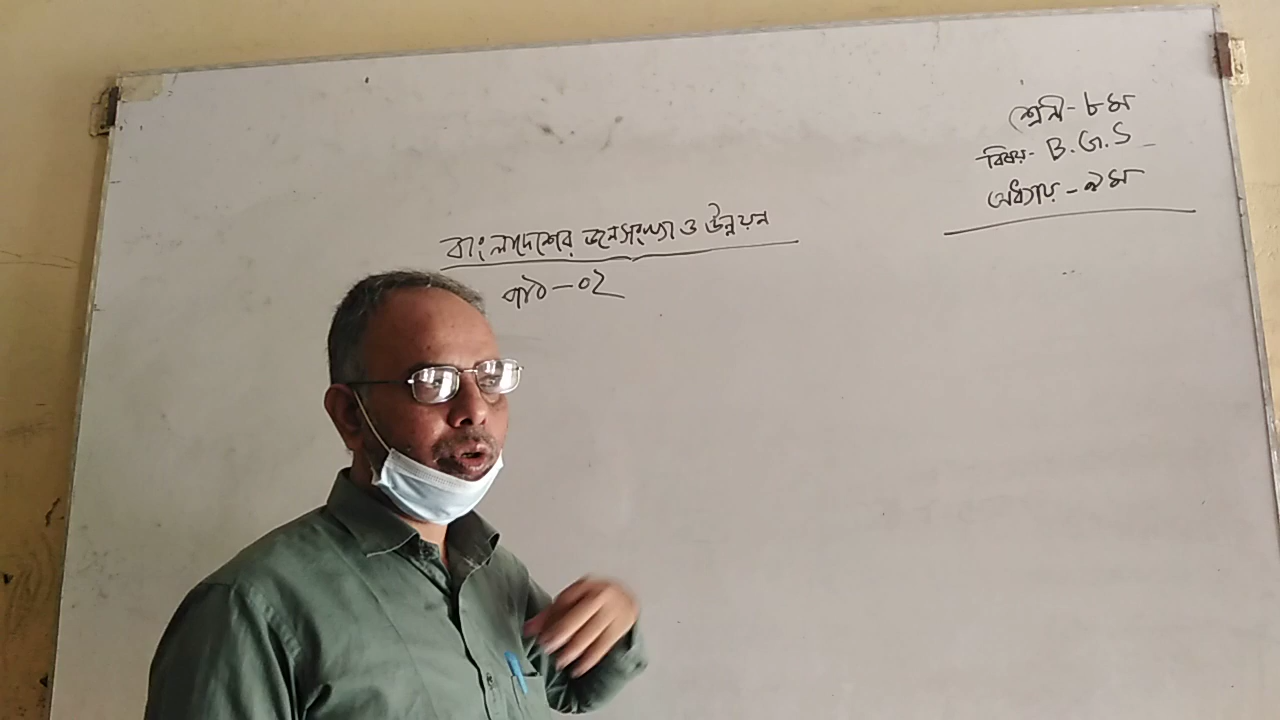 শ্রেনী - ৮ম
বিষয় - B.G.S
অধ্যায় - ৯ম
বাংলাদেশের জনসংখ্যা ও উন্নয়ন
পাঠ - ০২